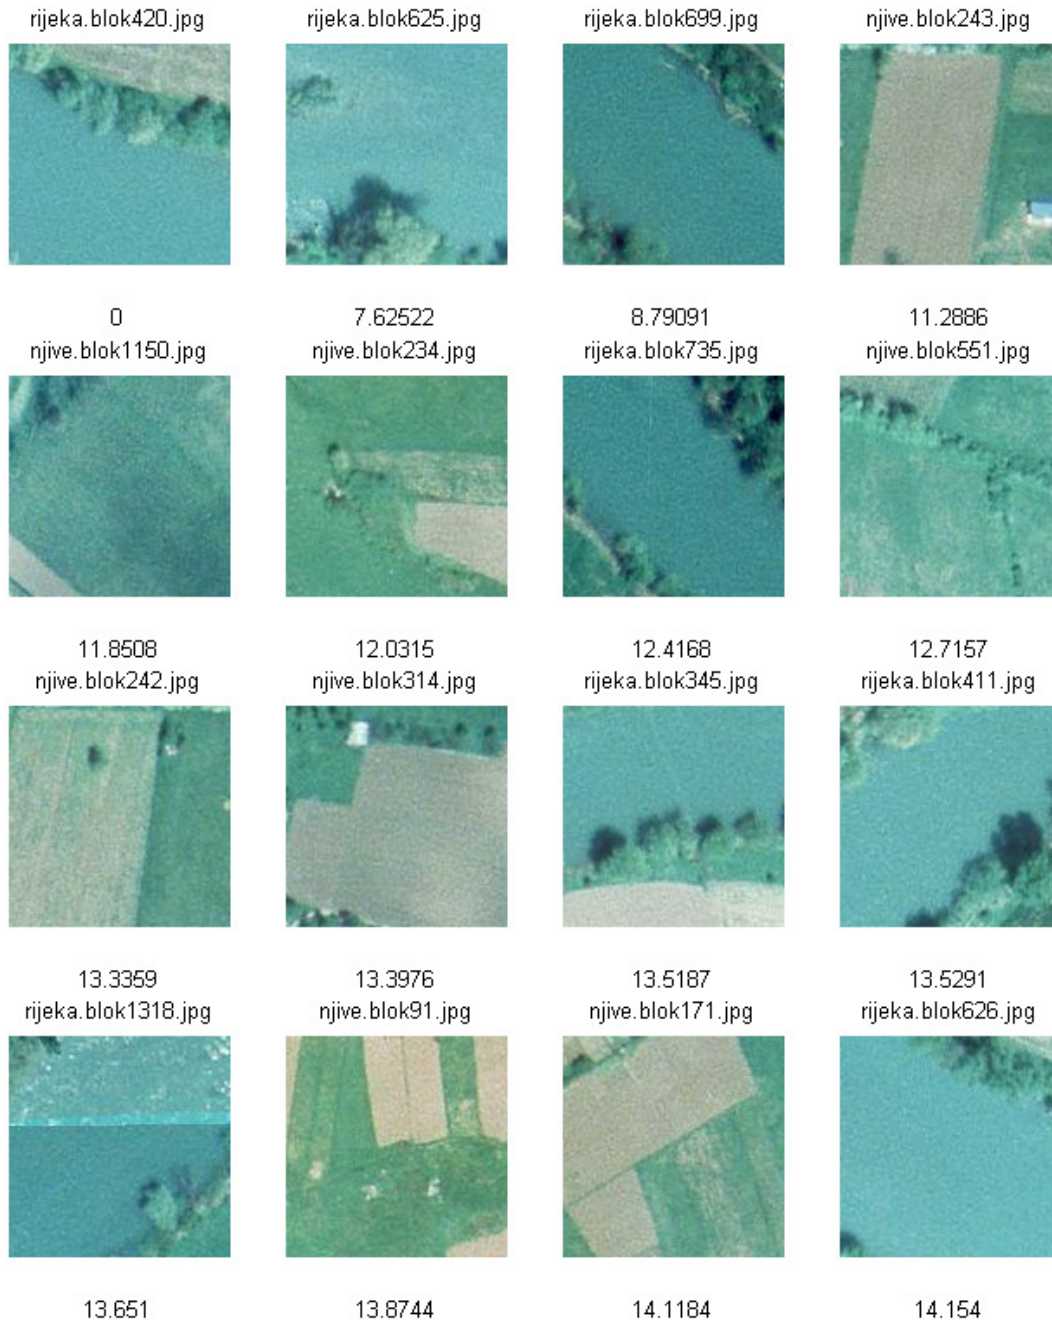 rijeka.blok420.jpg rijeka.blok625.jpg rijeka.blok699.jpg njive.blok243.jpg
0 7.62522 8.79091 11.2886
njive.blok1150.jpg njive.blok234.jpg rijeka.blok735.jpg njive.blok551.jpg
11.8508 12.0315 12.4168 12.7157
njive.blok242.jpg njive.blok314.jpg rijeka.blok345.jpg rijeka.blok411.jpg
13.3359 13.3976 13.5187 13.5291
rijeka.blok1318.jpg njive.blok91.jpg njive.blok171.jpg rijeka.blok626.jpg
13.651 13.8744 14.1184 14.154